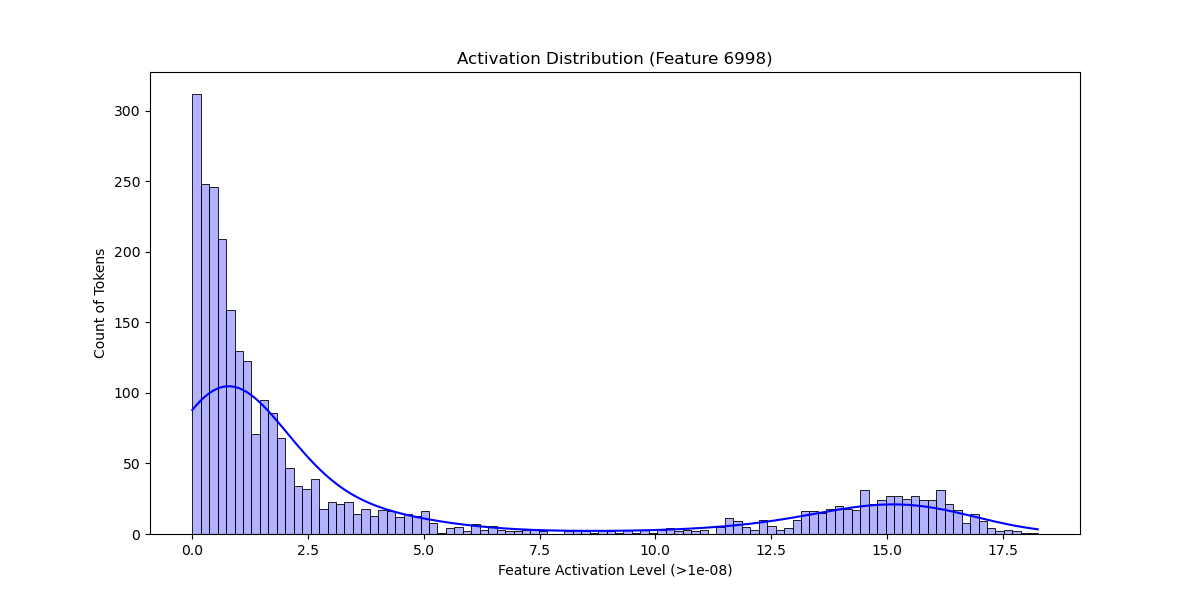 Activation Distribution (Feature 6998)
300
250
200
150
100
50
0
Count of Tokens
0.0 2.5 5.0 7.5 10.0 12.5 15.0 17.5
Feature Activation Level (>1e-08)